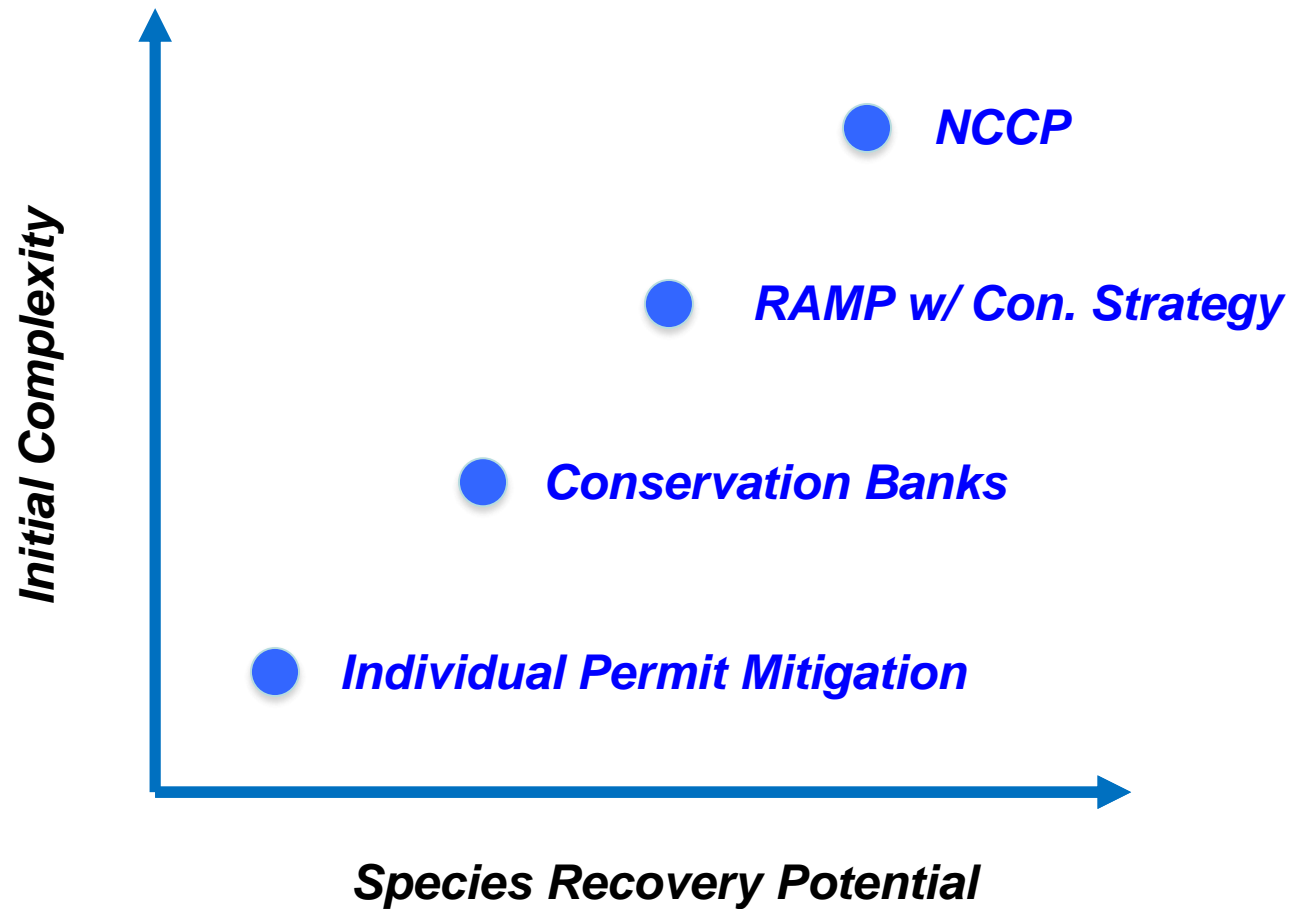 Initial Complexity
NCCP
RAMP w/ Con. Strategy
Conservation Banks
Individual Permit Mitigation
Species Recovery Potential